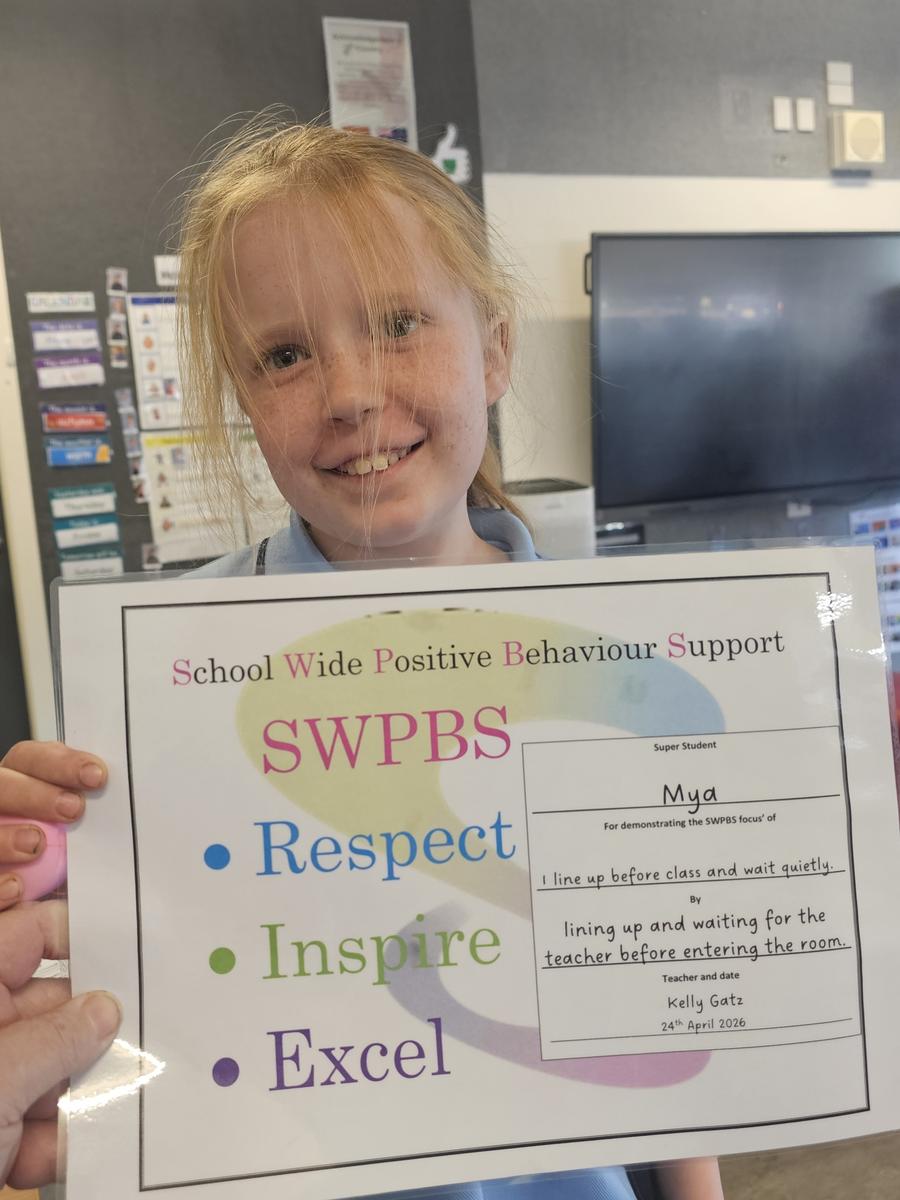 School Wide Positive Behaviour Support
SWPBS
• Respect
• Inspire
• Excel
Super Student
Mya
For demonstrating the SWPBS focus' of
I line up before class and wait quietly.
By
lining up and waiting for the
teacher before entering the room.
Teacher and date
Kelly Gatz
24th April 2026